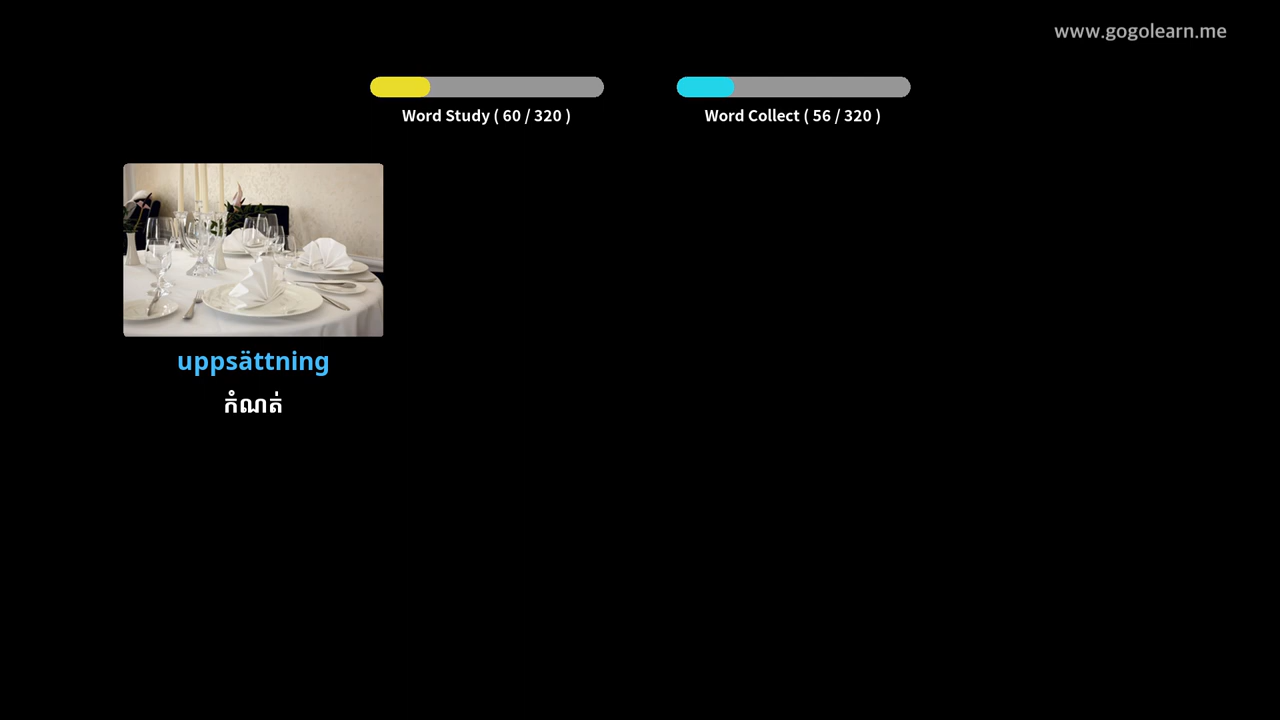 www.gogolearn.me
Word Study ( 60 / 320 )
Word Collect ( 56 / 320 )
uppsättning
កំណត់